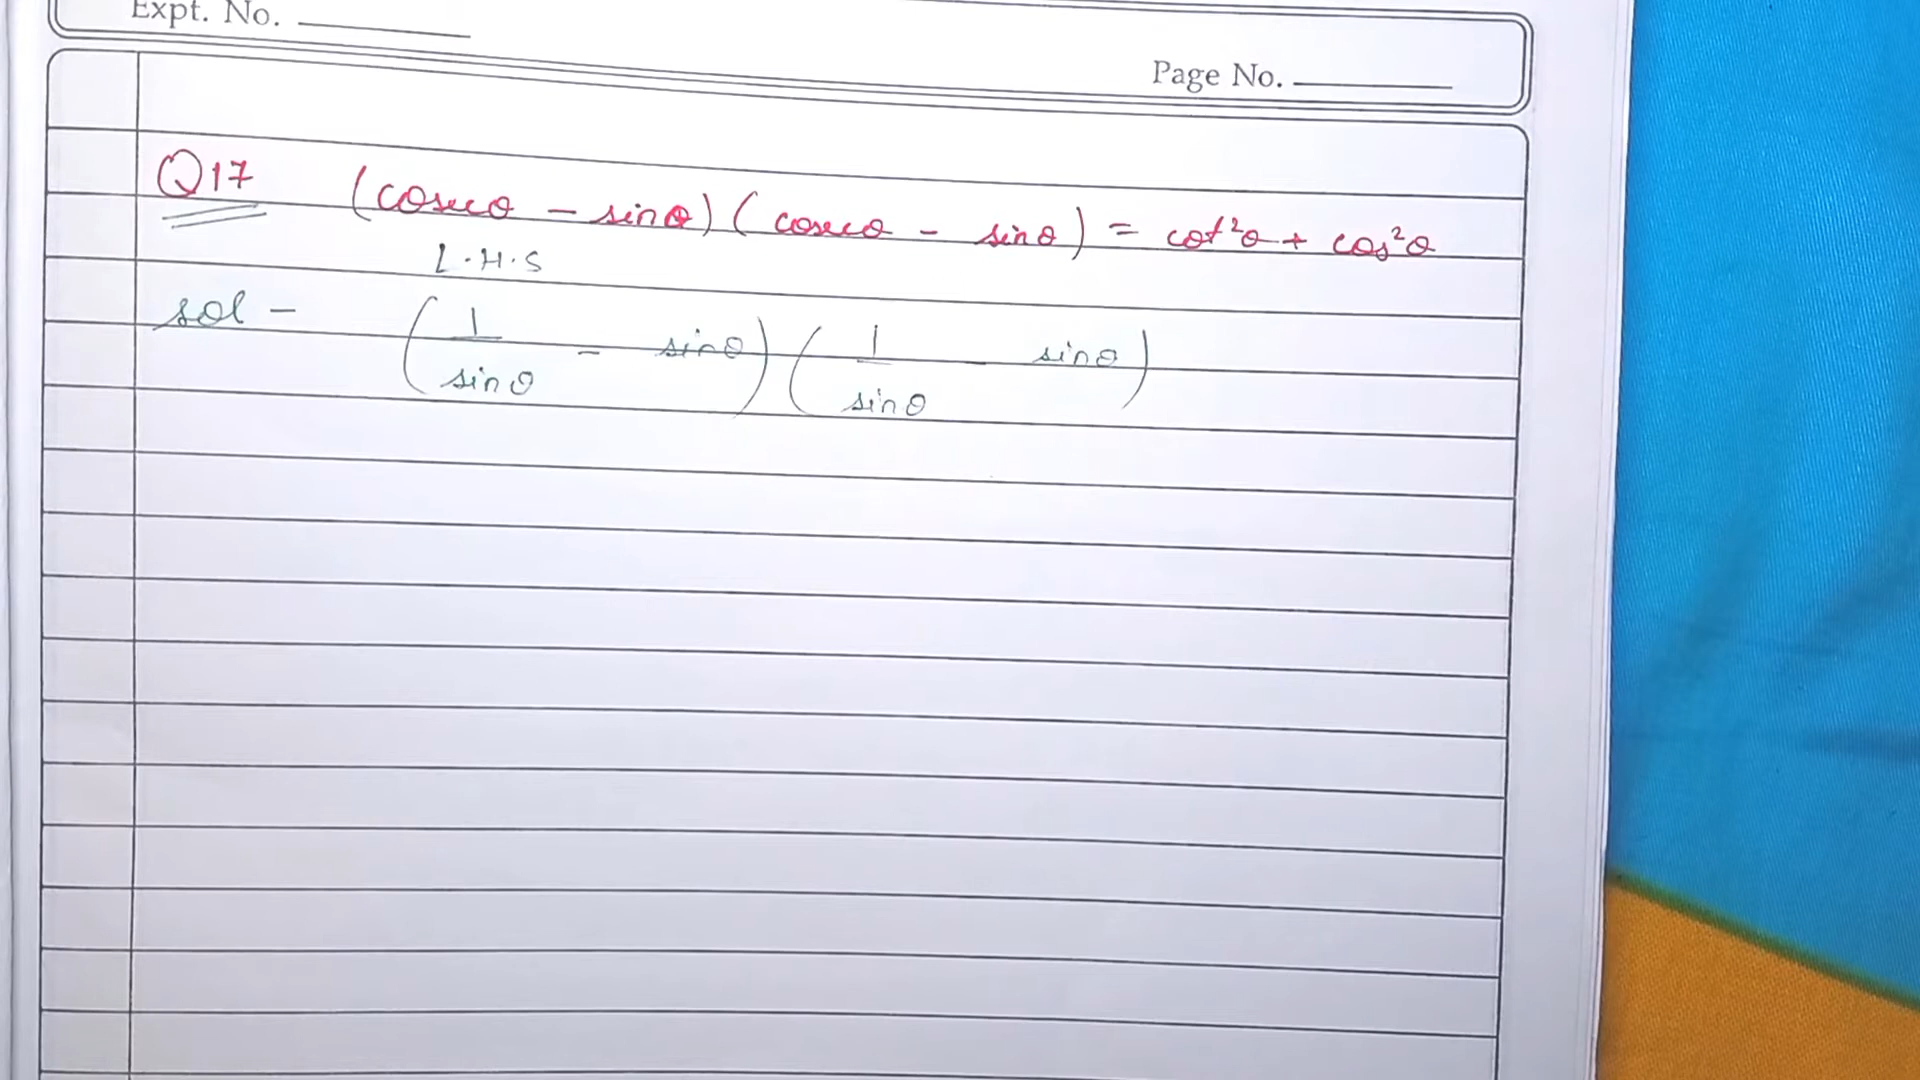 Expt. No.
Page No.
Q17 (cosecθ - sinθ) (cosecθ - sinθ) = cot²θ + cos²θ
L.H.S
sol - (1/sinθ - sinθ) (1/sinθ - sinθ)